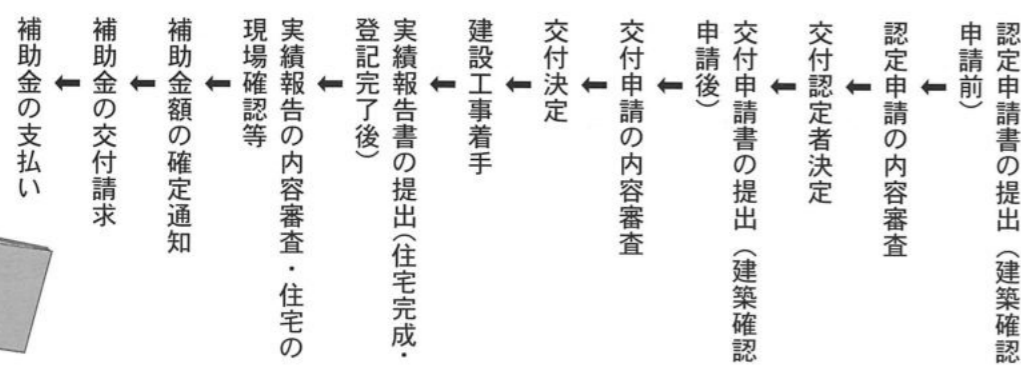 認定申請書の提出（建築確認
申請前）
←
認定申請の内容審査
←
交付認定者決定
←
交付申請書の提出（建築確認
申請後）
←
交付申請の内容審査
←
交付決定
←
建設工事着手
←
実績報告書の提出（住宅完成・
登記完了後）
←
実績報告の内容審査・住宅の
現場確認等
←
補助金額の確定通知
←
補助金の交付請求
←
補助金の支払い